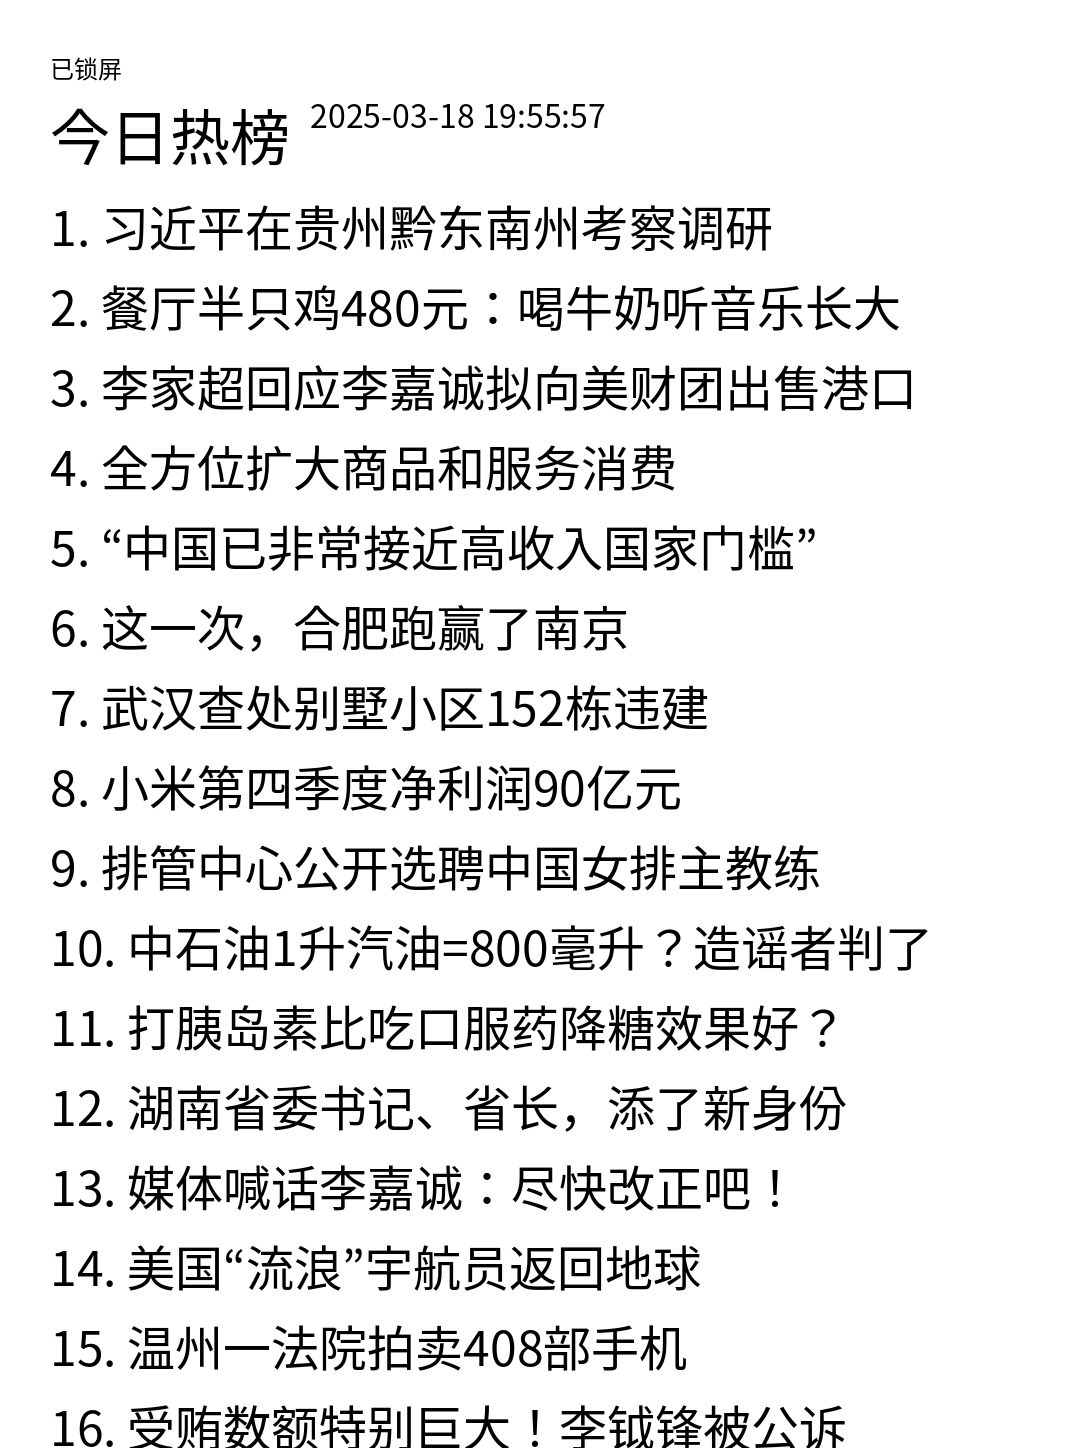 已锁屏
今日热榜 2025-03-18 19:55:57
1. 习近平在贵州黔东南州考察调研
2. 餐厅半只鸡480元：喝牛奶听音乐长大
3. 李家超回应李嘉诚拟向美财团出售港口
4. 全方位扩大商品和服务消费
5. “中国已非常接近高收入国家门槛”
6. 这一次，合肥跑赢了南京
7. 武汉查处别墅小区152栋违建
8. 小米第四季度净利润90亿元
9. 排管中心公开选聘中国女排主教练
10. 中石油1升汽油=800毫升？造谣者判了
11. 打胰岛素比吃口服药降糖效果好？
12. 湖南省委书记、省长，添了新身份
13. 媒体喊话李嘉诚：尽快改正吧！
14. 美国“流浪”宇航员返回地球
15. 温州一法院拍卖408部手机
16. 受贿数额特别巨大！李钺锋被公诉